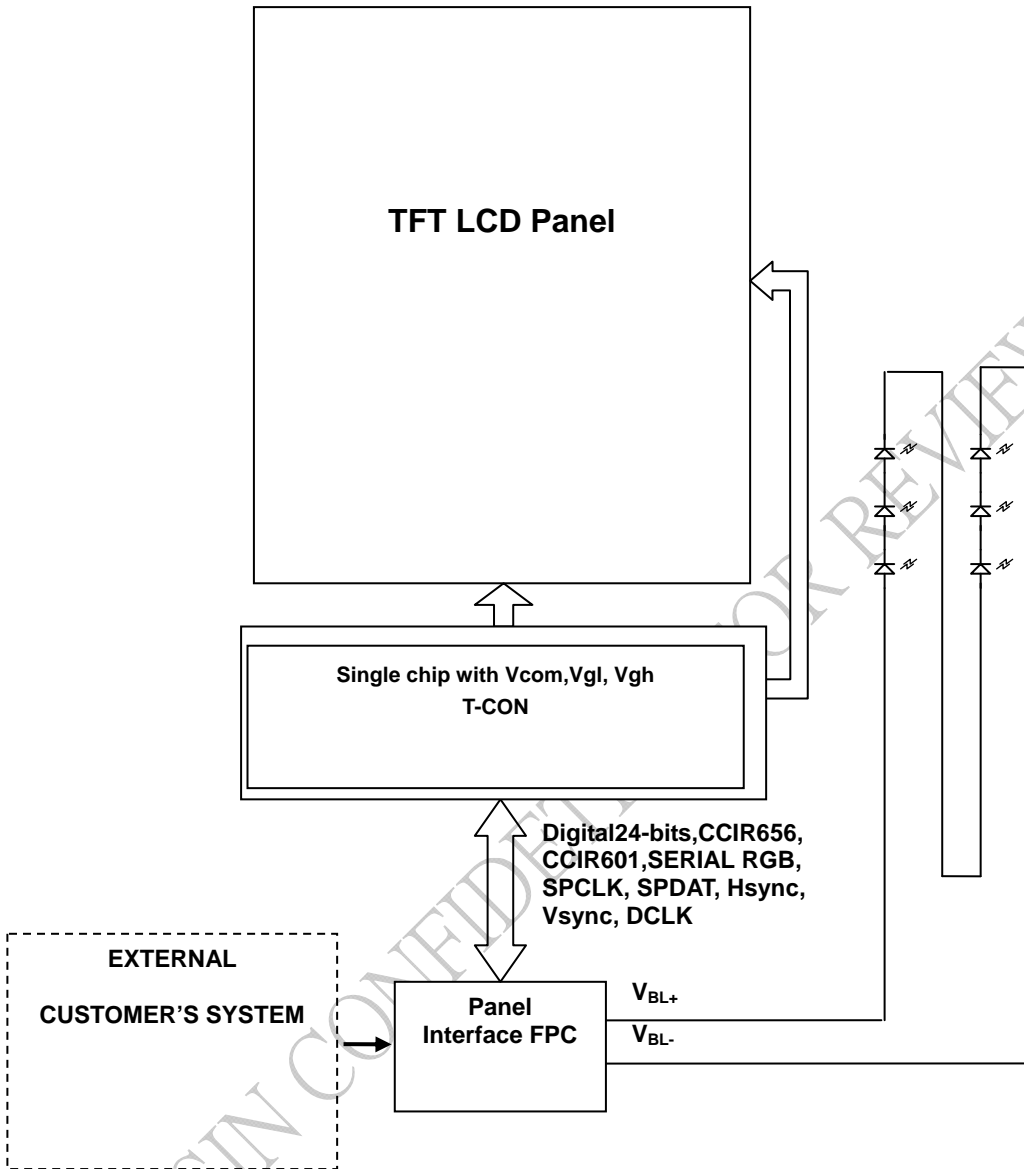 TFT LCD Panel
Single chip with Vcom,Vgl, Vgh
T-CON
Digital24-bits,CCIR656,
CCIR601,SERIAL RGB,
SPCLK, SPDAT, Hsync,
Vsync, DCLK
EXTERNAL
CUSTOMER'S SYSTEM
Panel
Interface FPC
VBL+
VBL-